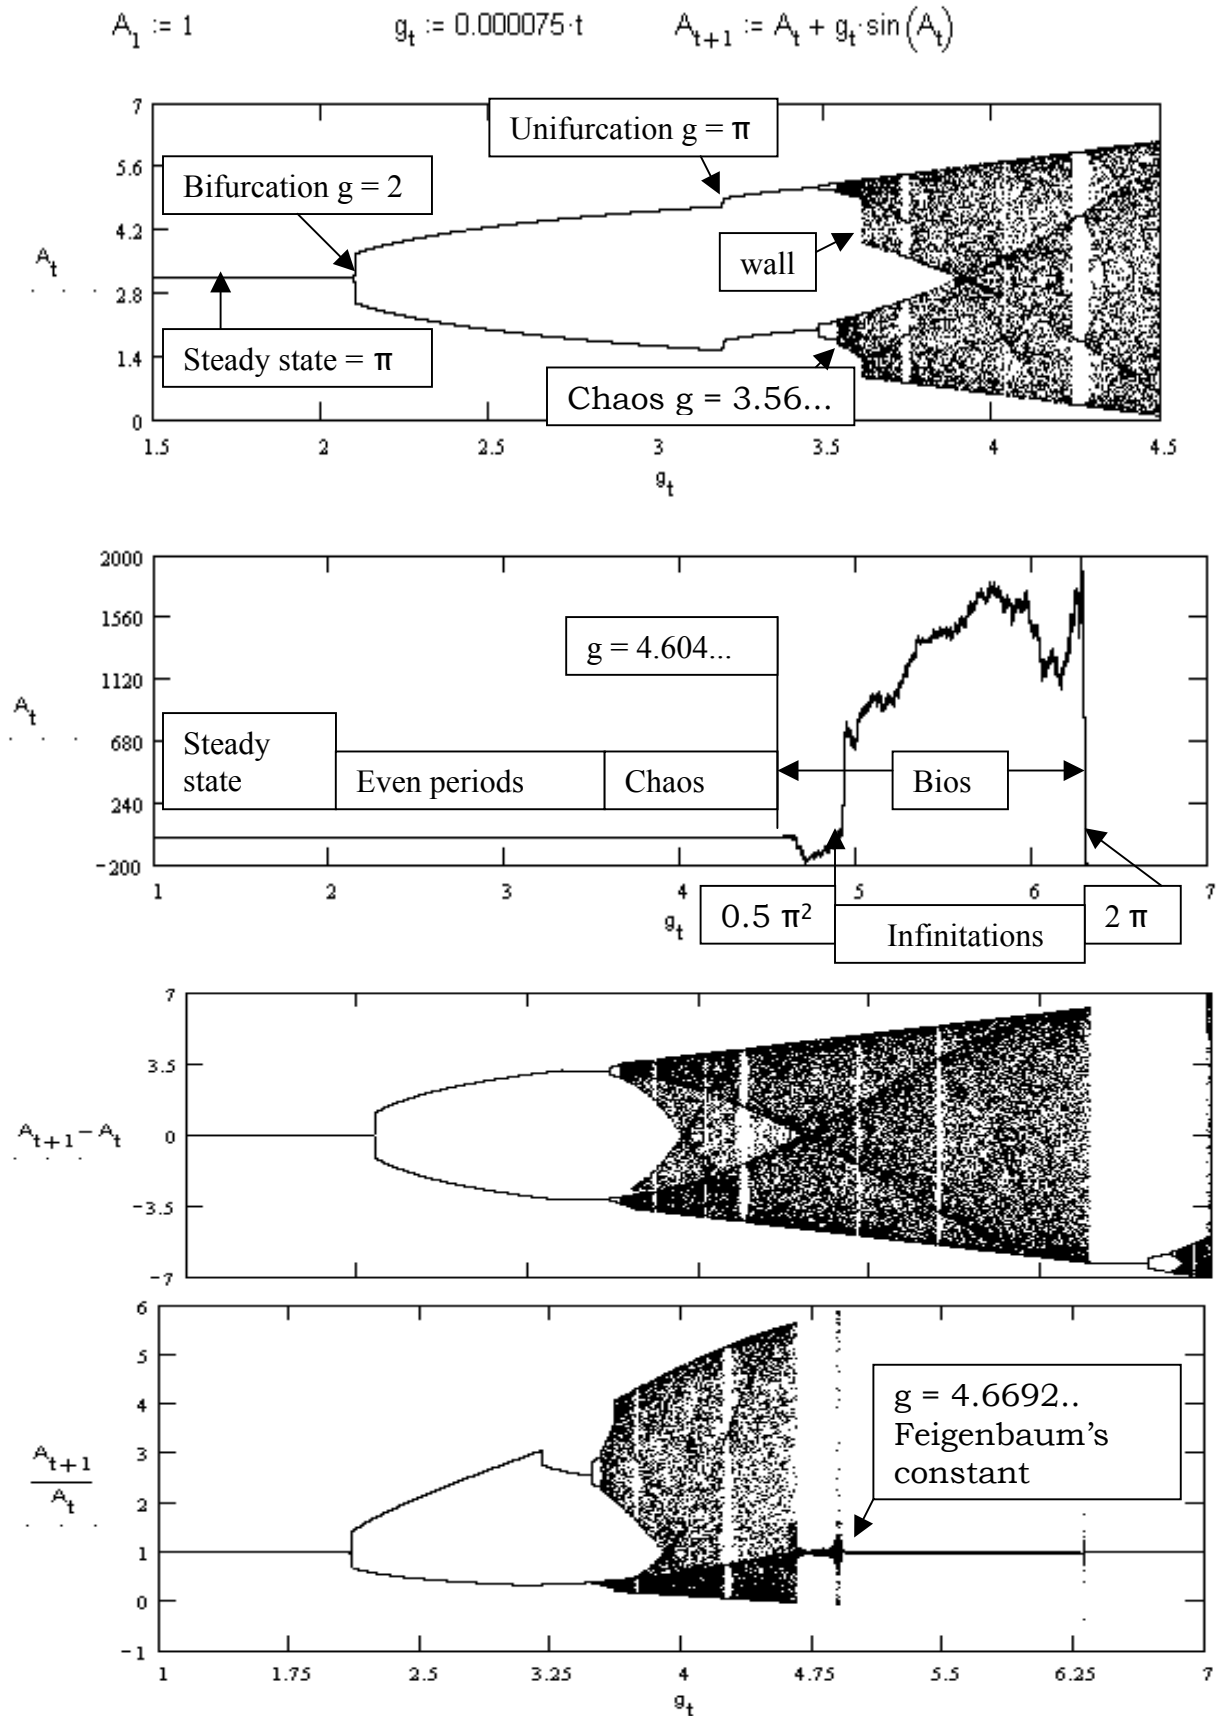 A₁ := 1 gₜ := 0.000075·t Aₜ₊₁ := Aₜ + gₜ·sin(Aₜ)
7
5.6
4.2
2.8
1.4
0
Aₜ
Unifurcation g = π
Bifurcation g = 2
wall
Steady state = π
Chaos g = 3.56...
1.5 2 2.5 3 3.5 4 4.5
gₜ
2000
1560
1120
680
240
-200
Aₜ
g = 4.604...
Steady
state
Even periods
Chaos
Bios
1 2 3 4 5 6 7
gₜ
0.5 π²
Infinitations
2 π
7
3.5
0
-3.5
-7
Aₜ₊₁-Aₜ
6
5
4
3
2
1
0
-1
Aₜ₊₁
Aₜ
g = 4.6692..
Feigenbaum's
constant
1 1.75 2.5 3.25 4 4.75 5.5 6.25 7
gₜ